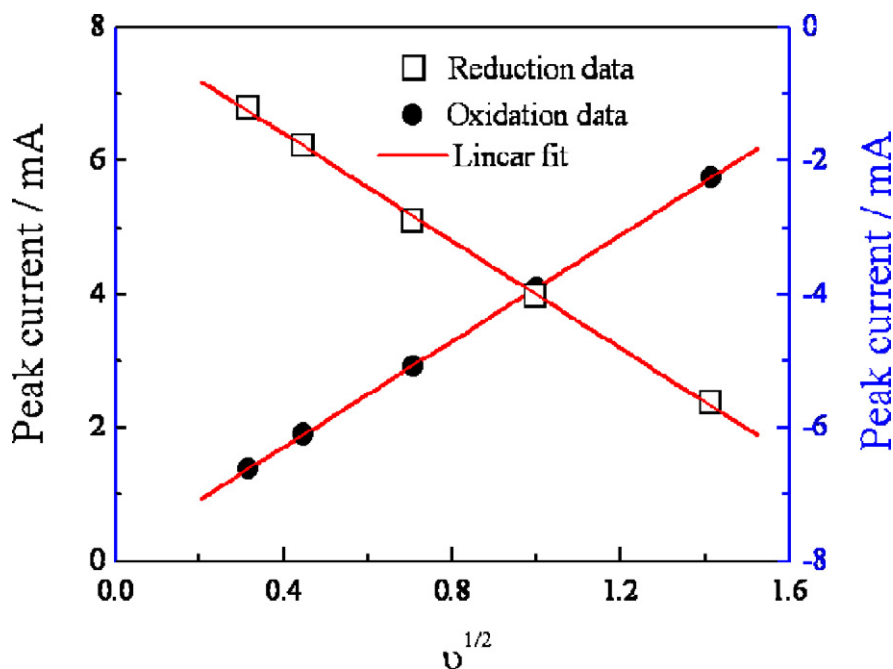 8
6
4
2
0
Peak current / mA
Reduction data
Oxidation data
Lincar fit
0
-2
-4
-6
-8
Peak current / mA
0.0
0.4
0.8
1.2
1.6
υ^{1/2}